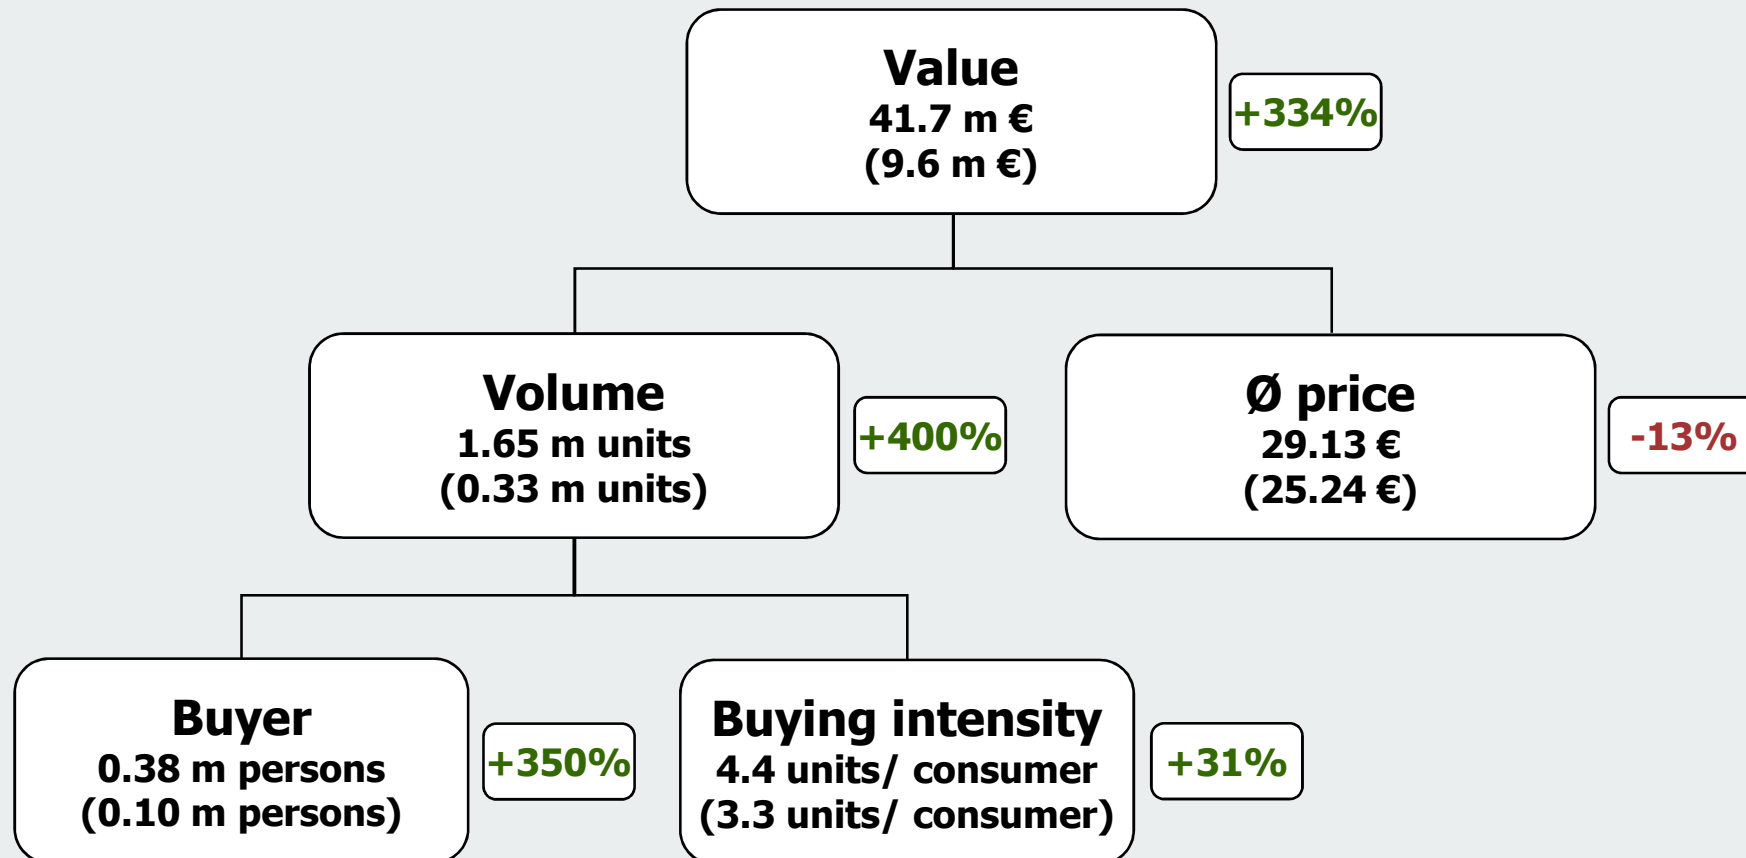 Value
41.7 m €
(9.6 m €)
+334%
Volume
1.65 m units
(0.33 m units)
+400%
Ø price
29.13 €
(25.24 €)
-13%
Buyer
0.38 m persons
(0.10 m persons)
+350%
Buying intensity
4.4 units/ consumer
(3.3 units/ consumer)
+31%